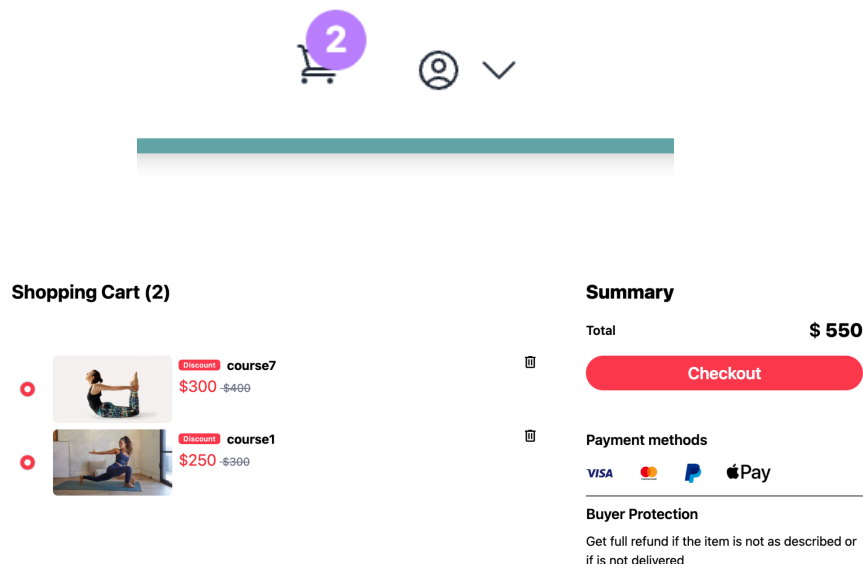 2
Shopping Cart (2)
Discount course7
$300 -$400
Discount course1
$250 -$300
Summary
Total $ 550
Checkout
Payment methods
VISA Pay
Buyer Protection
Get full refund if the item is not as described or
if is not delivered